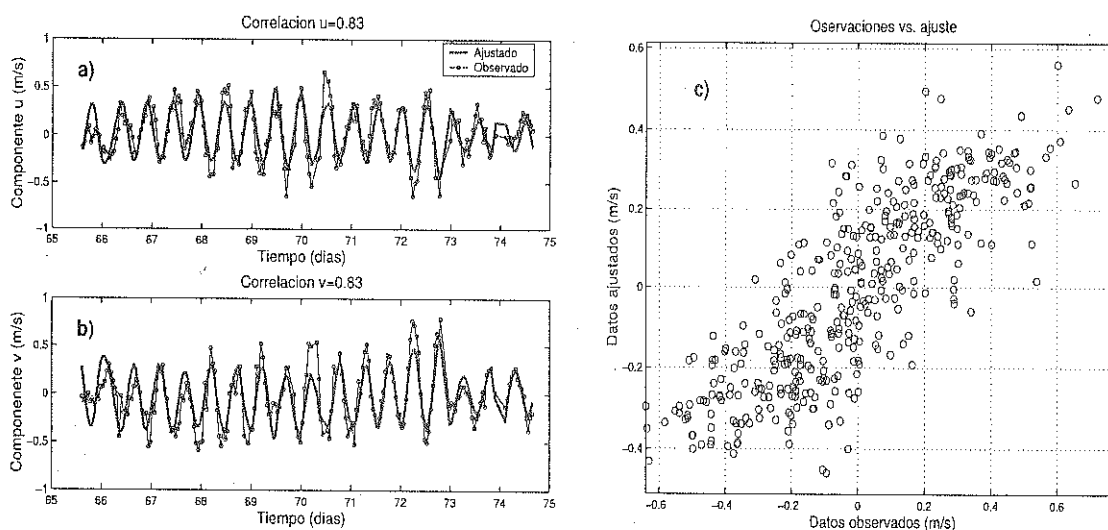 Correlacion u=0.83
a)
Ajustado
Observado
Componente u (m/s)
1
0.5
0
-0.5
-1
65 66 67 68 69 70 71 72 73 74 75
Tiempo (dias)
Correlacion v=0.83
b)
Componenete v (m/s)
1
0.5
0
-0.5
-1
65 66 67 68 69 70 71 72 73 74 75
Tiempo (dias)
Oservaciones vs. ajuste
c)
Datos ajustados (m/s)
0.6
0.4
0.2
0
-0.2
-0.4
-0.6 -0.4 -0.2 0 0.2 0.4 0.6
Datos observados (m/s)